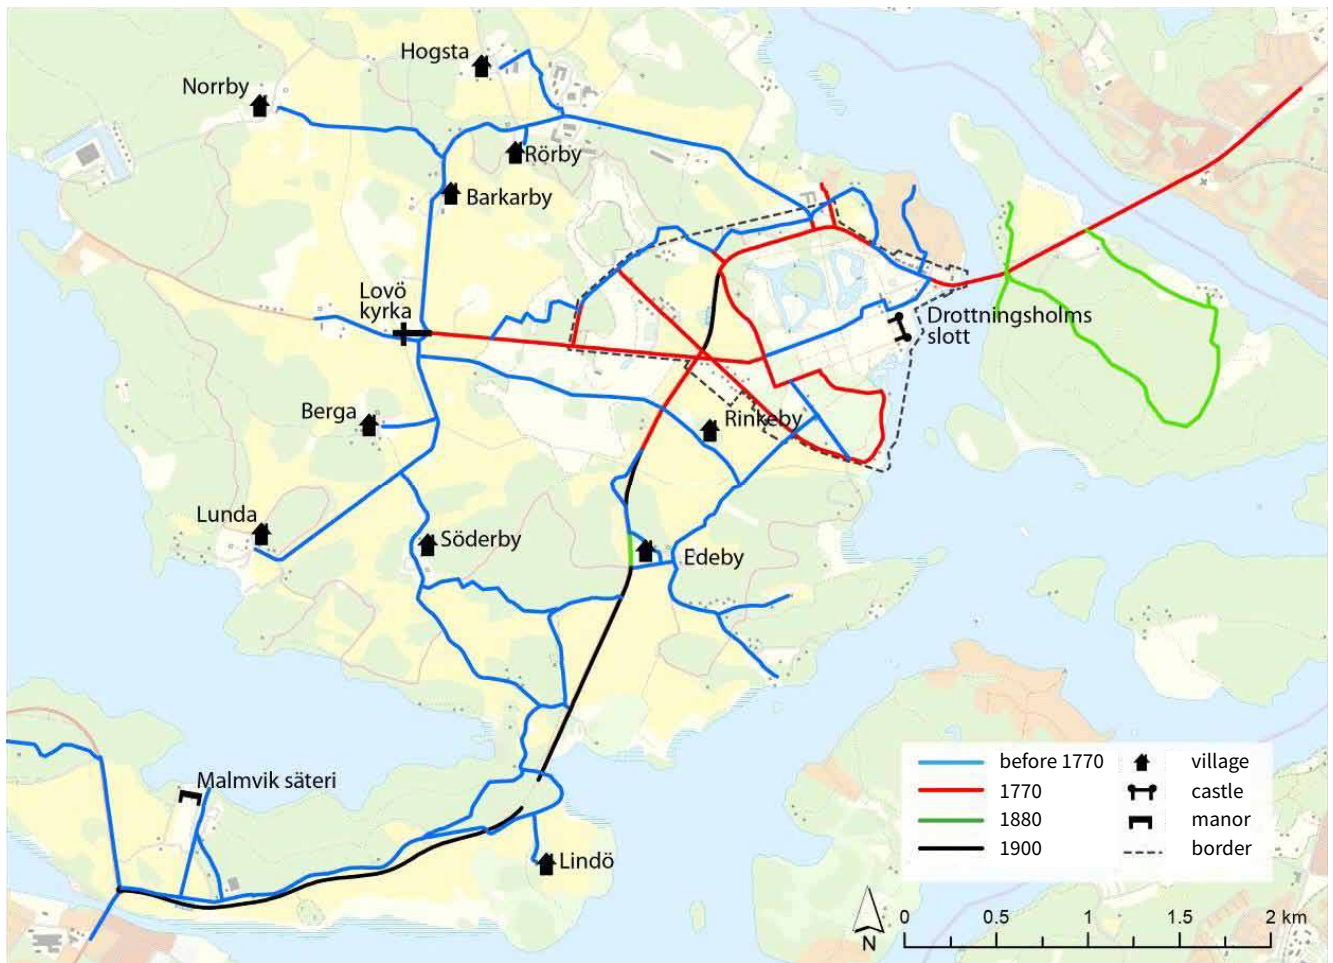 Hogsta
Norrby
Rörby
Barkarby
Lovö
kyrka
Drottningsholms
slott
Berga
Rinkeby
Lunda
Söderby
Edeby
Malmvik säteri
Lindö
before 1770
village
1770
castle
1880
manor
1900
border
N
0 0.5 1 1.5 2 km